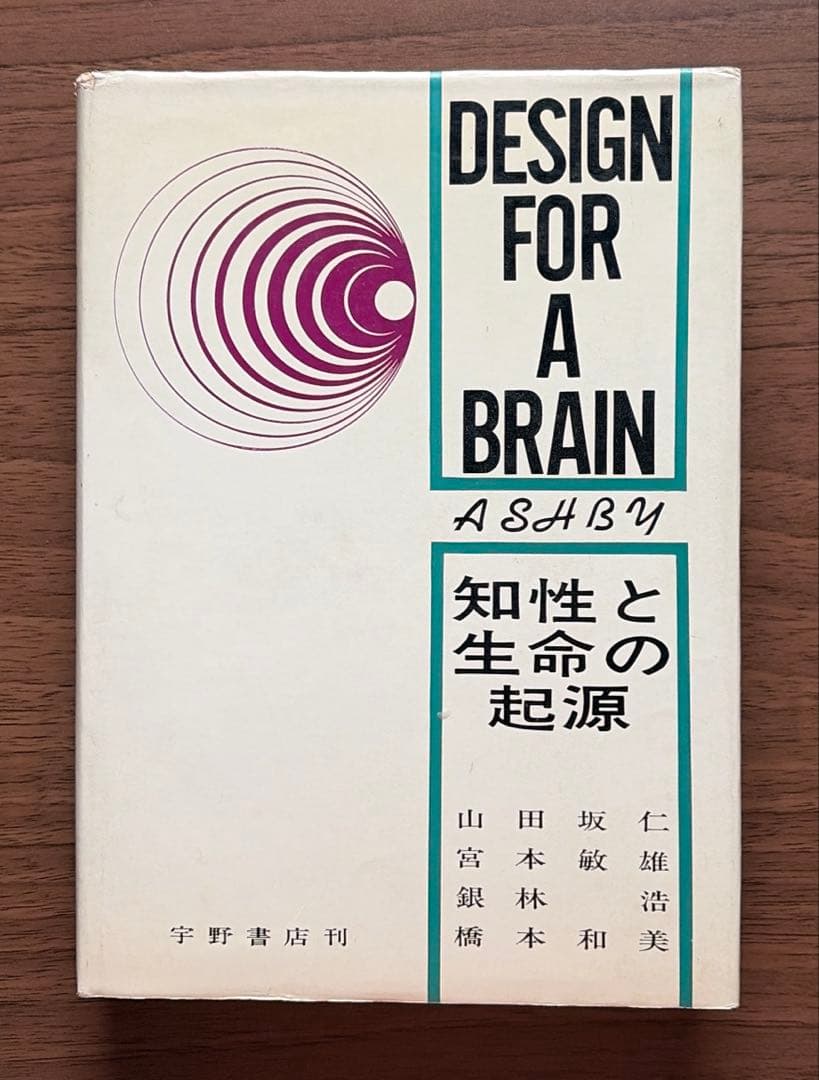 DESIGN
FOR
A
BRAIN
ASHBY
知性と
生命の
起源
山田坂仁
宮本敏雄
銀林浩
橋本和美
宇野書店刊